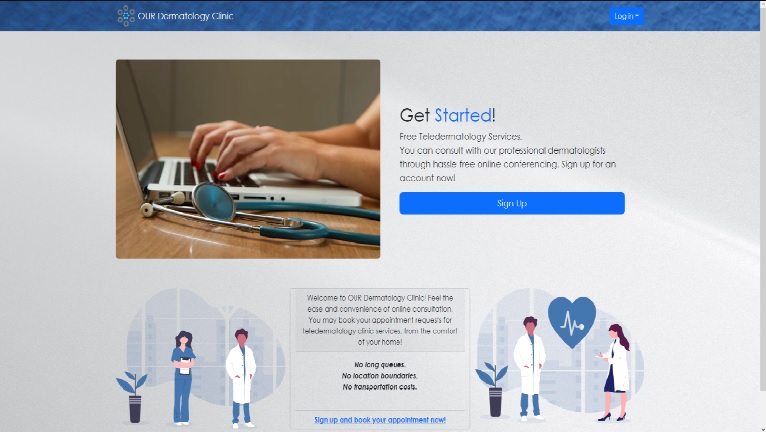 OUR Dermatology Clinic
Log in
Get Started!
Free Teledermatology Services.
You can consult with our professional dermatologists
through hassle free online conferencing. Sign up for an
account now!
Sign Up
Welcome to OUR Dermatology Clinic! Feel the
ease and convenience of online consultation.
You may book your appointment requests for
teledermatology clinic services, from the comfort
of your home!
No long queues.
No location boundaries.
No transportation costs.
Sign up and book your appointment now!